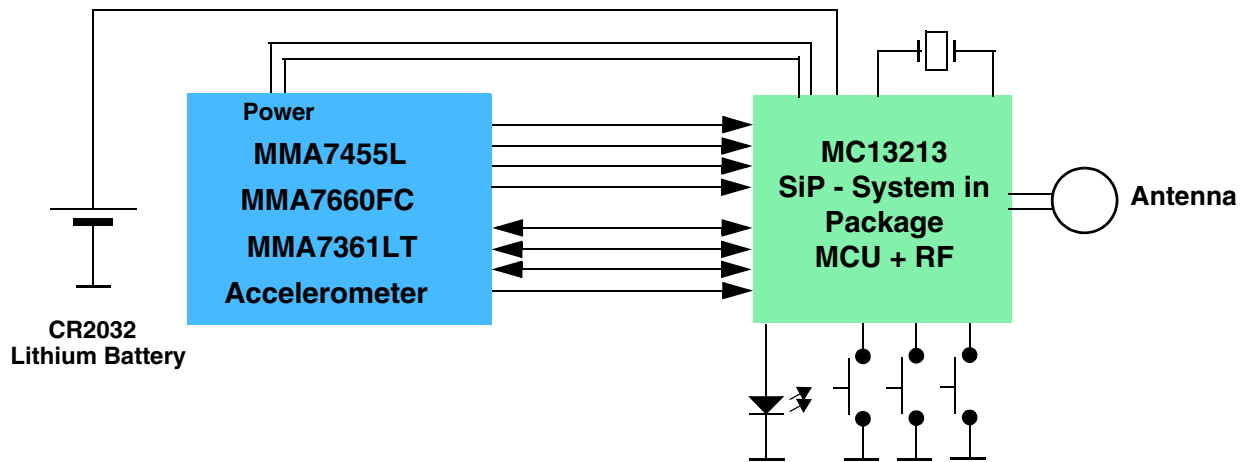 Power
MMA7455L
MMA7660FC
MMA7361LT
Accelerometer
MC13213
SiP - System in
Package
MCU + RF
Antenna
CR2032
Lithium Battery